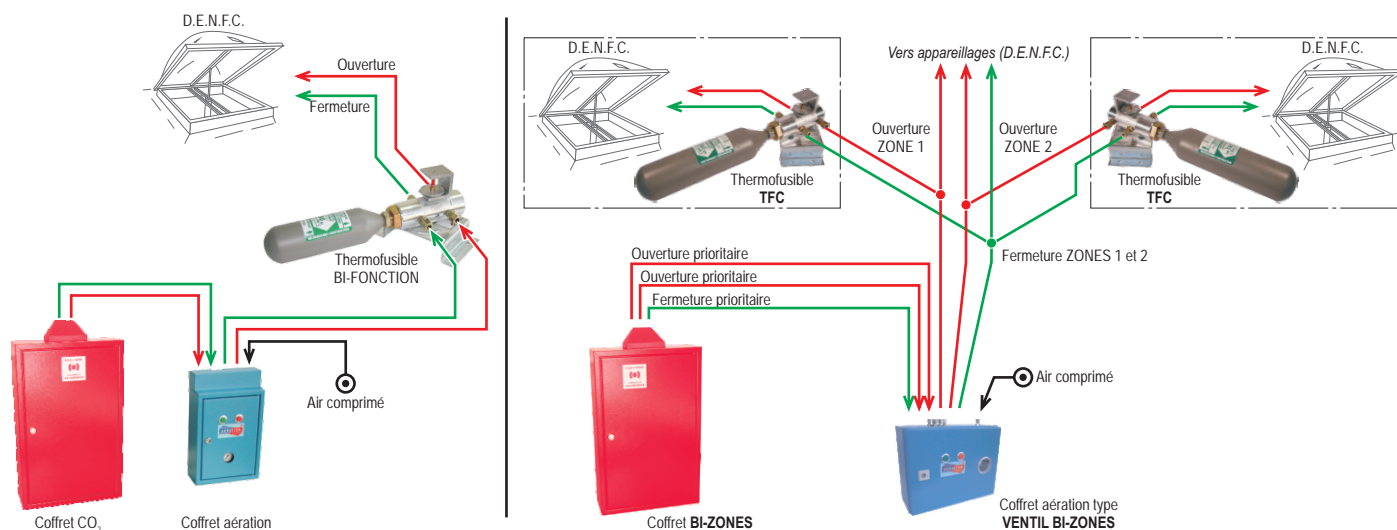 D.E.N.F.C.
Ouverture
Fermeture
Thermofusible
BI-FONCTION
Air comprimé
Coffret CO₃
Coffret aération
D.E.N.F.C.
Vers appareillages (D.E.N.F.C.)
D.E.N.F.C.
Ouverture
ZONE 1
Ouverture
ZONE 2
Thermofusible
TFC
Thermofusible
TFC
Ouverture prioritaire
Ouverture prioritaire
Fermeture prioritaire
Fermeture ZONES 1 et 2
Air comprimé
Coffret BI-ZONES
Coffret aération type
VENTIL BI-ZONES